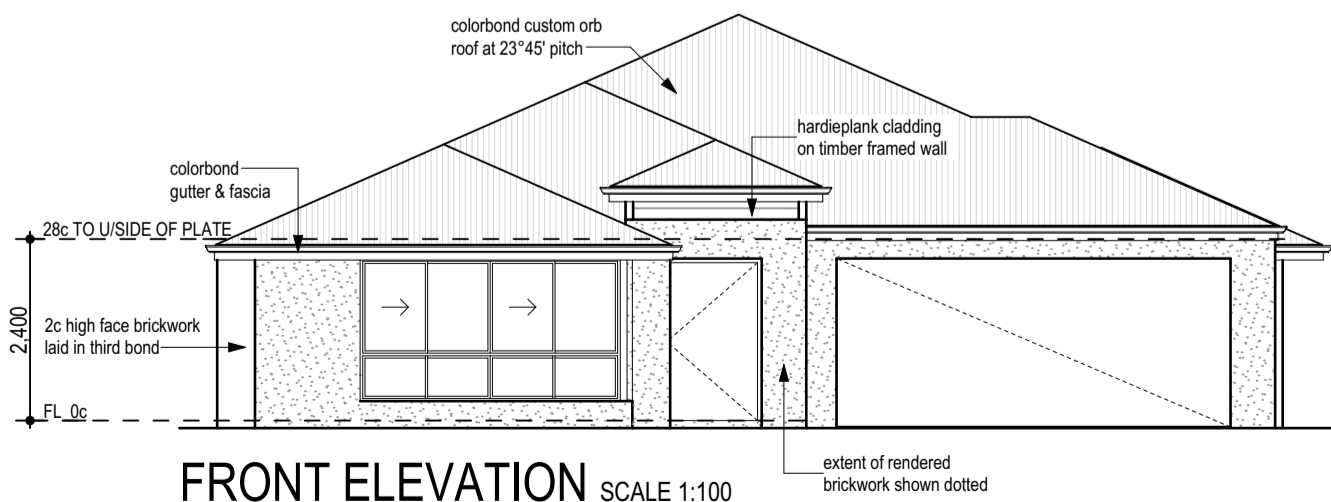 colorbond custom orb
roof at 23°45' pitch
hardieplank cladding
on timber framed wall
colorbond
gutter & fascia
28c TO U/SIDE OF PLATE
2,400
2c high face brickwork
laid in third bond
FL 0c
extent of rendered
brickwork shown dotted
FRONT ELEVATION SCALE 1:100